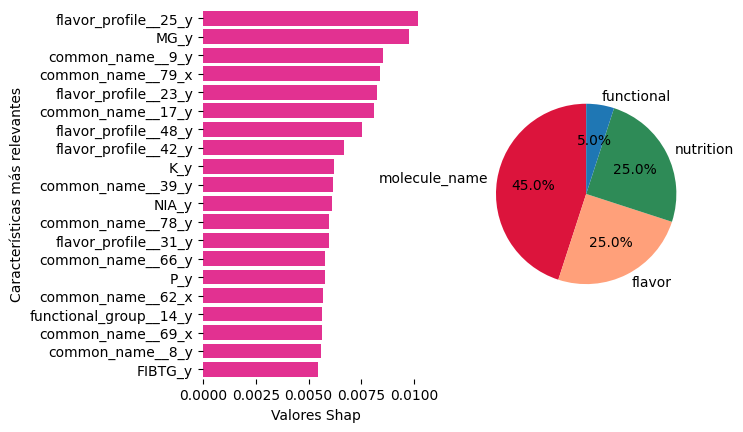 Características más relevantes
flavor_profile__25_y
MG_y
common_name__9_y
common_name__79_x
flavor_profile__23_y
common_name__17_y
flavor_profile__48_y
flavor_profile__42_y
K_y
common_name__39_y
NIA_y
common_name__78_y
flavor_profile__31_y
common_name__66_y
P_y
common_name__62_x
functional_group__14_y
common_name__69_x
common_name__8_y
FIBTG_y
0.0000 0.0025 0.0050 0.0075 0.0100
Valores Shap
functional
5.0%
nutrition
25.0%
molecule_name
45.0%
25.0%
flavor